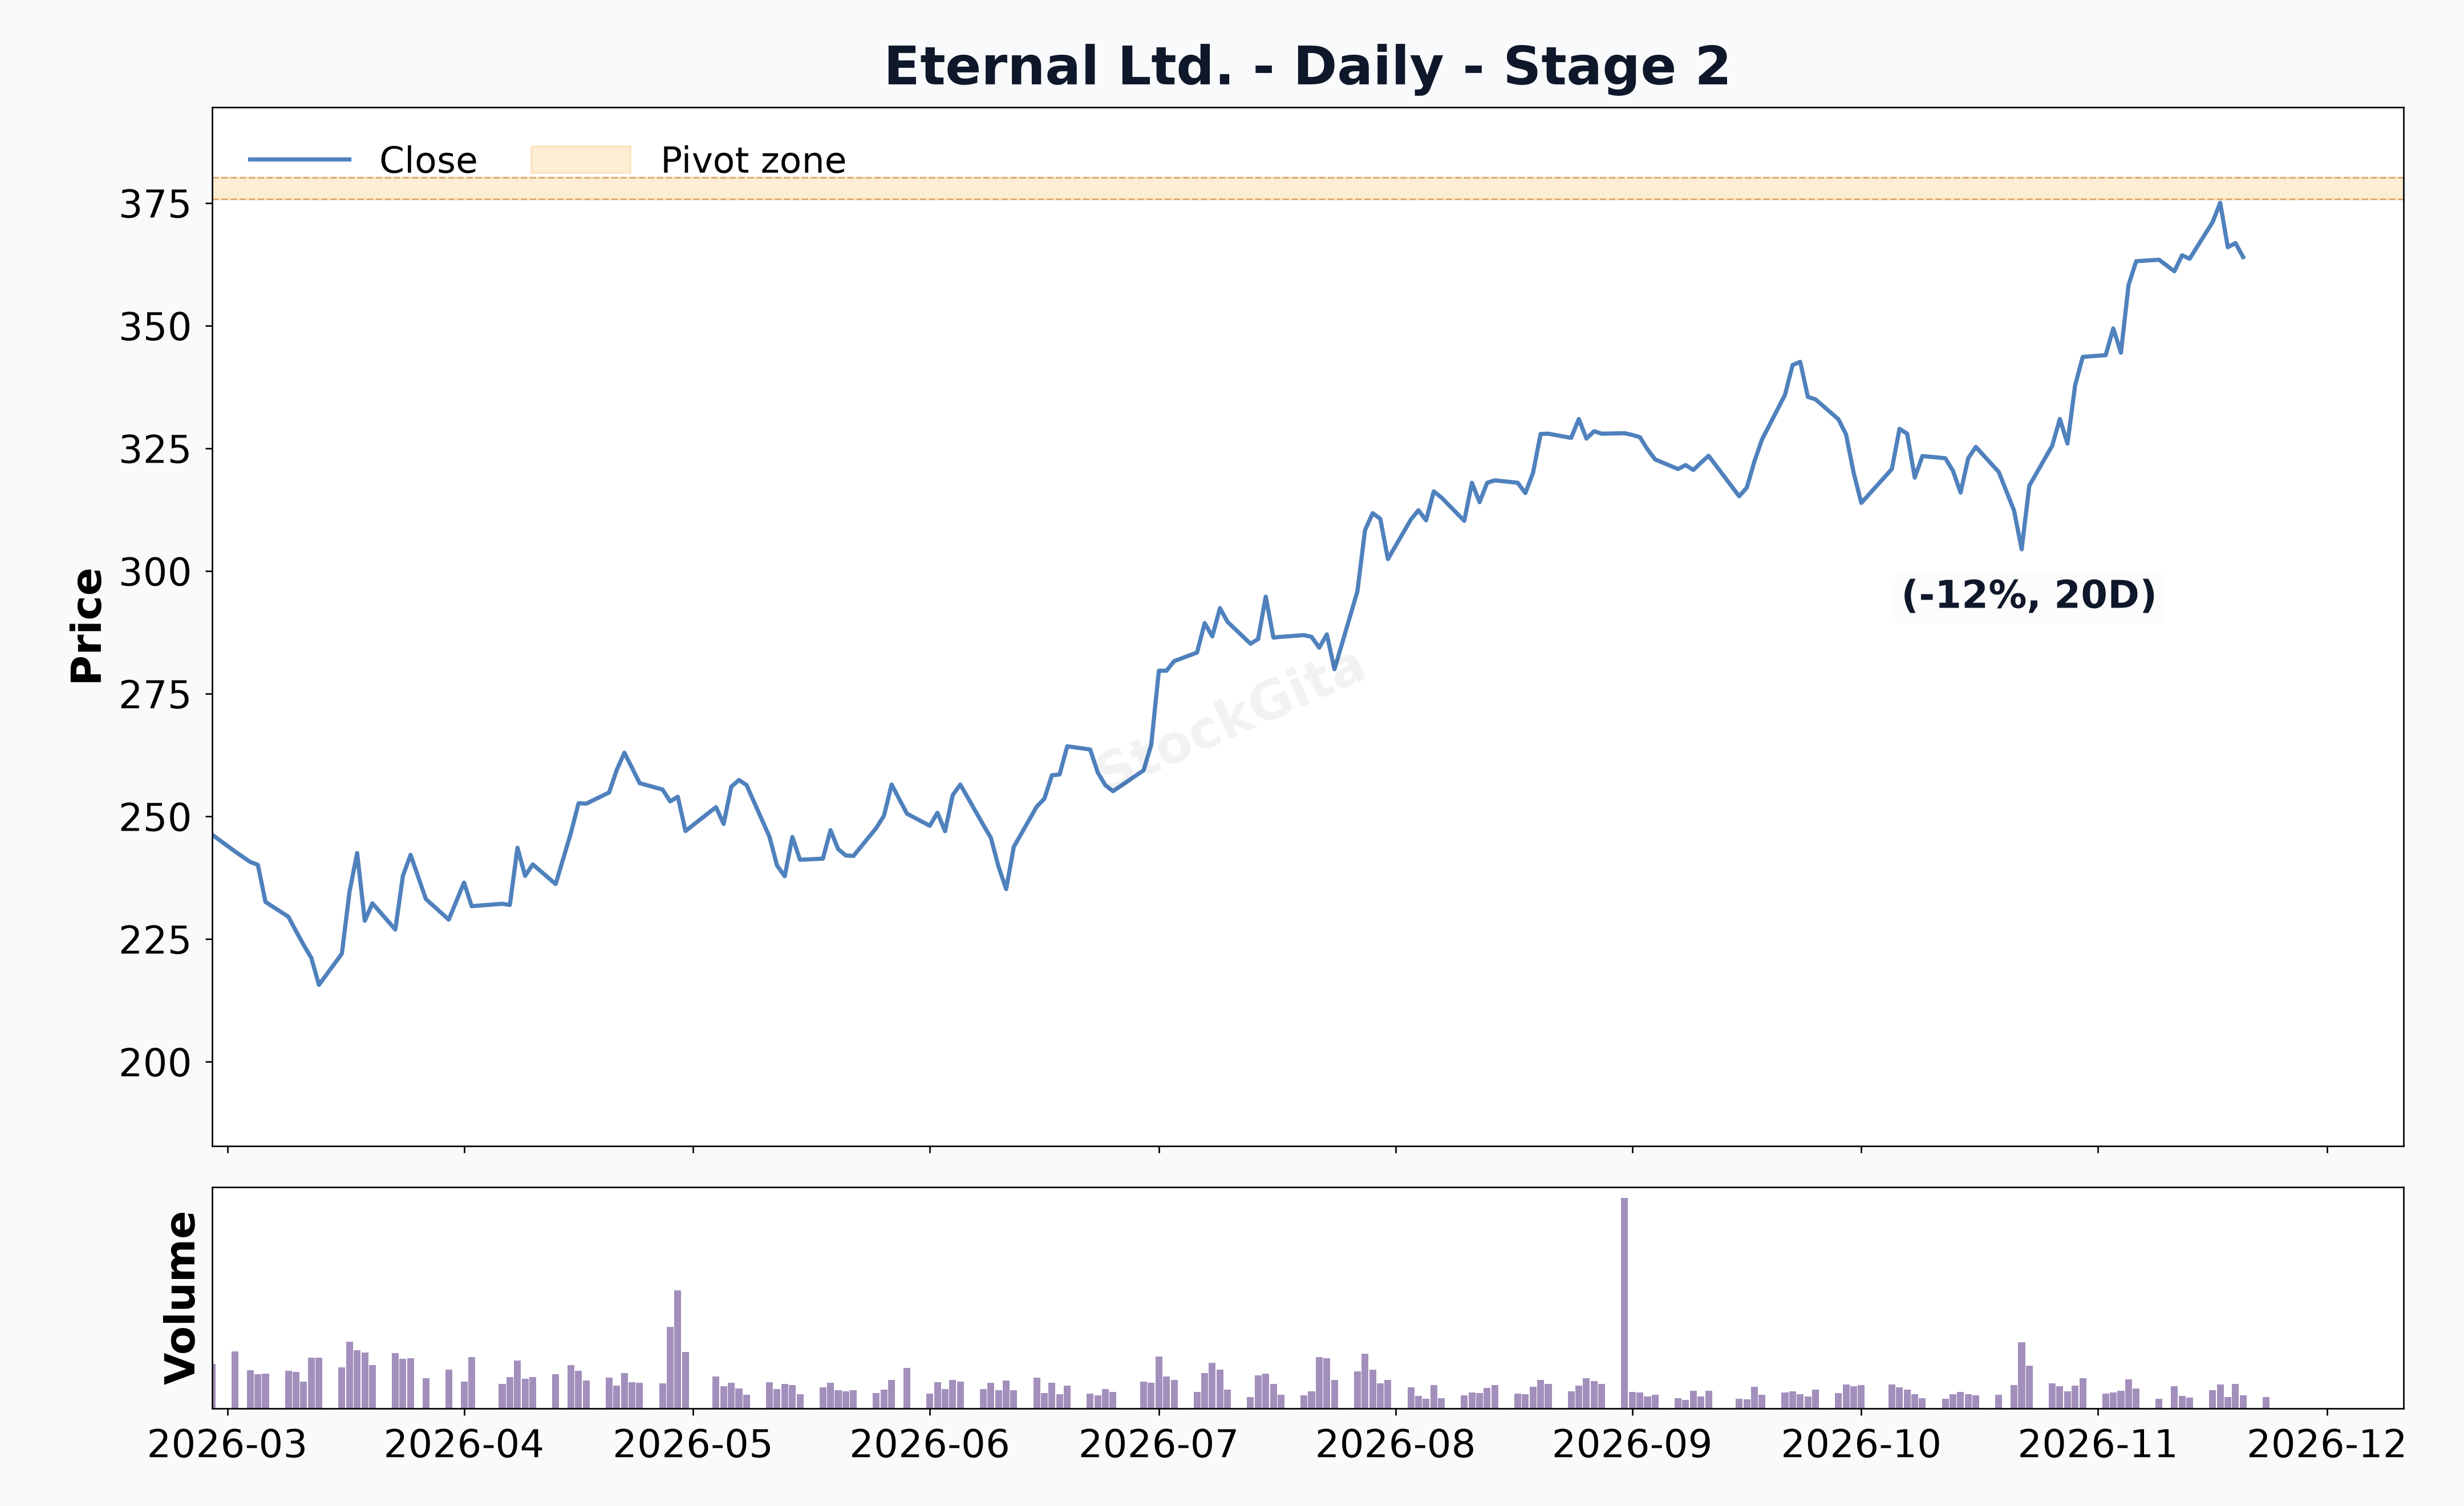 Eternal Ltd. - Daily - Stage 2
Close
Pivot zone
375
350
325
300
275
250
225
200
Price
(-12%, 20D)
StockGita
Volume
2026-03
2026-04
2026-05
2026-06
2026-07
2026-08
2026-09
2026-10
2026-11
2026-12